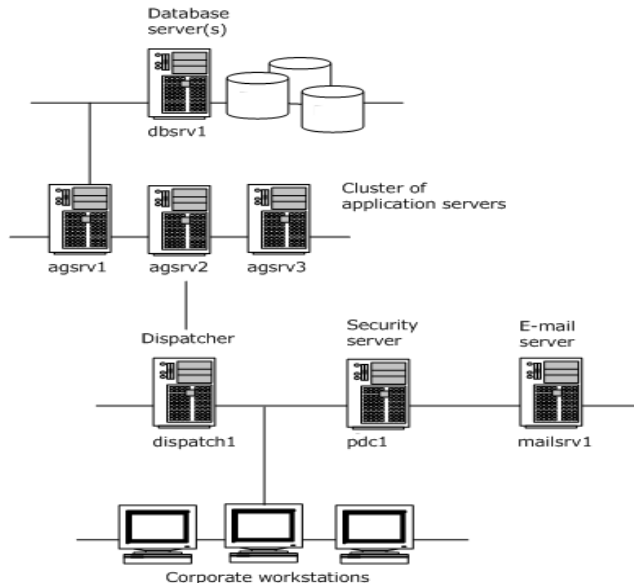 Database
server(s)
dbsrv1
Cluster of
application servers
agsrv1 agsrv2 agsrv3
Dispatcher
Security
server
E-mail
server
dispatch1 pdc1 mailsrv1
Corporate workstations